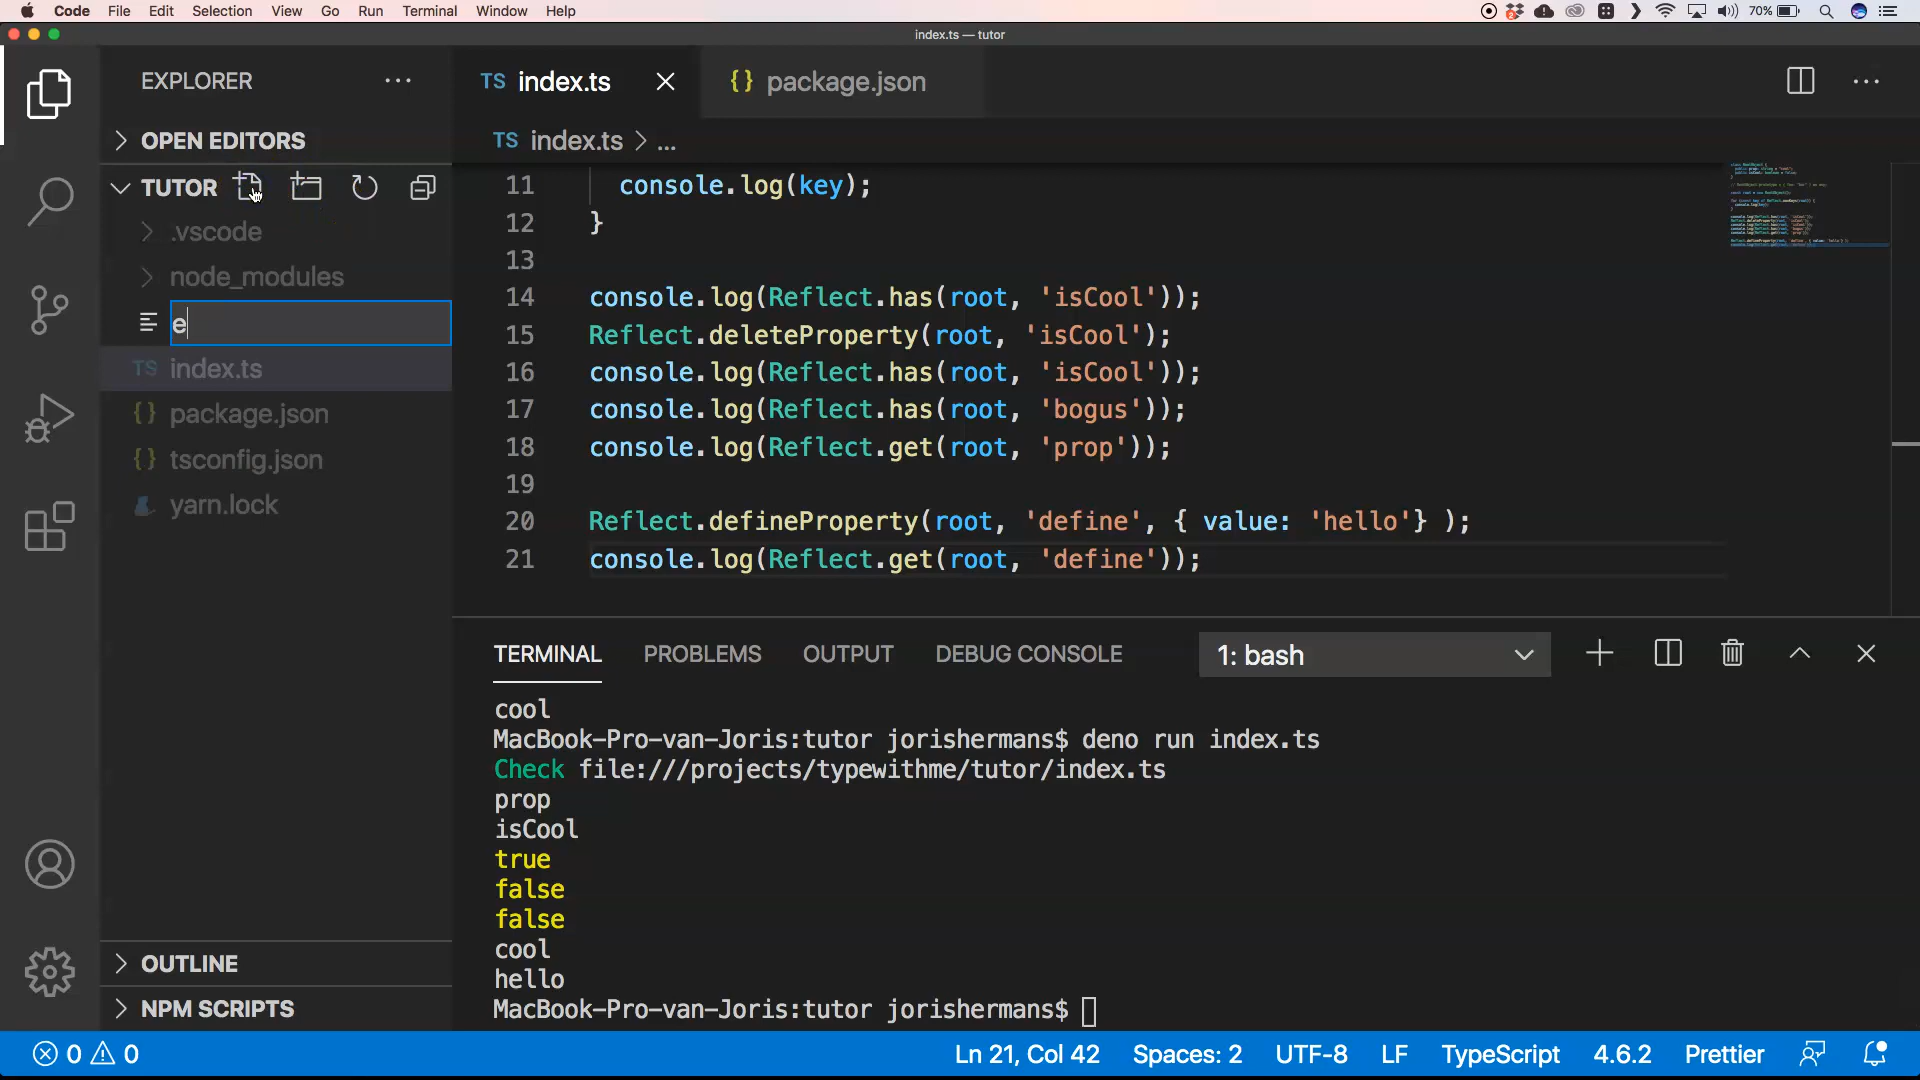 Code File Edit Selection View Go Run Terminal Window Help 70%
index.ts — tutor
EXPLORER
TS index.ts
{} package.json
OPEN EDITORS
TS index.ts > ...
TUTOR
.vscode
node_modules
e
TS index.ts
{} package.json
{} tsconfig.json
yarn.lock
11 console.log(key);
12 }
13
14 console.log(Reflect.has(root, 'isCool'));
15 Reflect.deleteProperty(root, 'isCool');
16 console.log(Reflect.has(root, 'isCool'));
17 console.log(Reflect.has(root, 'bogus'));
18 console.log(Reflect.get(root, 'prop'));
19
20 Reflect.defineProperty(root, 'define', { value: 'hello'} );
21 console.log(Reflect.get(root, 'define'));
TERMINAL PROBLEMS OUTPUT DEBUG CONSOLE 1: bash
cool
MacBook-Pro-van-Joris:tutor jorishermans$ deno run index.ts
Check file:///projects/typewithme/tutor/index.ts
prop
isCool
true
false
false
cool
hello
MacBook-Pro-van-Joris:tutor jorishermans$
OUTLINE
NPM SCRIPTS
0 0 Ln 21, Col 42 Spaces: 2 UTF-8 LF TypeScript 4.6.2 Prettier